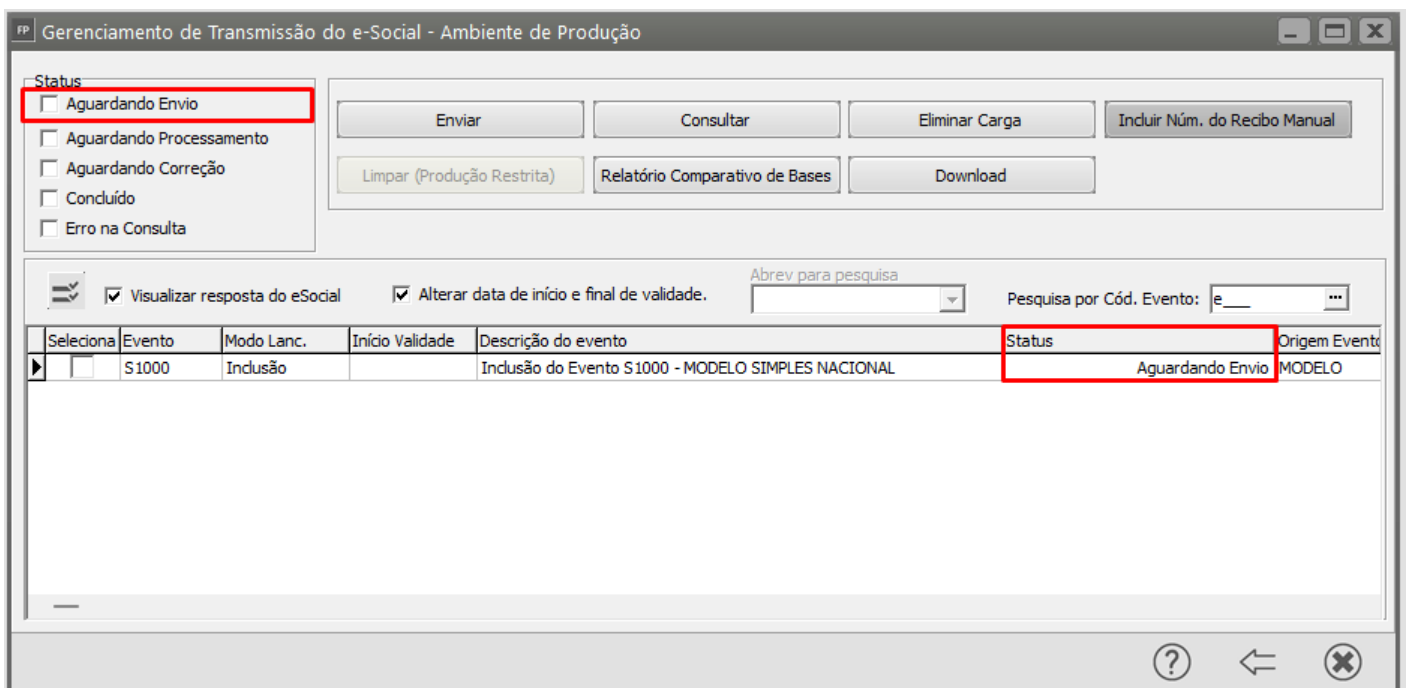 FP Gerenciamento de Transmissão do e-Social - Ambiente de Produção
Status
Aguardando Envio
Aguardando Processamento
Aguardando Correção
Concluído
Erro na Consulta
Enviar Consultar Eliminar Carga Incluir Núm. do Recibo Manual
Limpar (Produção Restrita) Relatório Comparativo de Bases Download
Visualizar resposta do eSocial Alterar data de início e final de validade. Abrev para pesquisa Pesquisa por Cód. Evento: e___ ...
Seleciona Evento Modo Lanc. Início Validade Descrição do evento Status Origem Evento
S1000 Inclusão Inclusão do Evento S1000 - MODELO SIMPLES NACIONAL Aguardando Envio MODELO
?